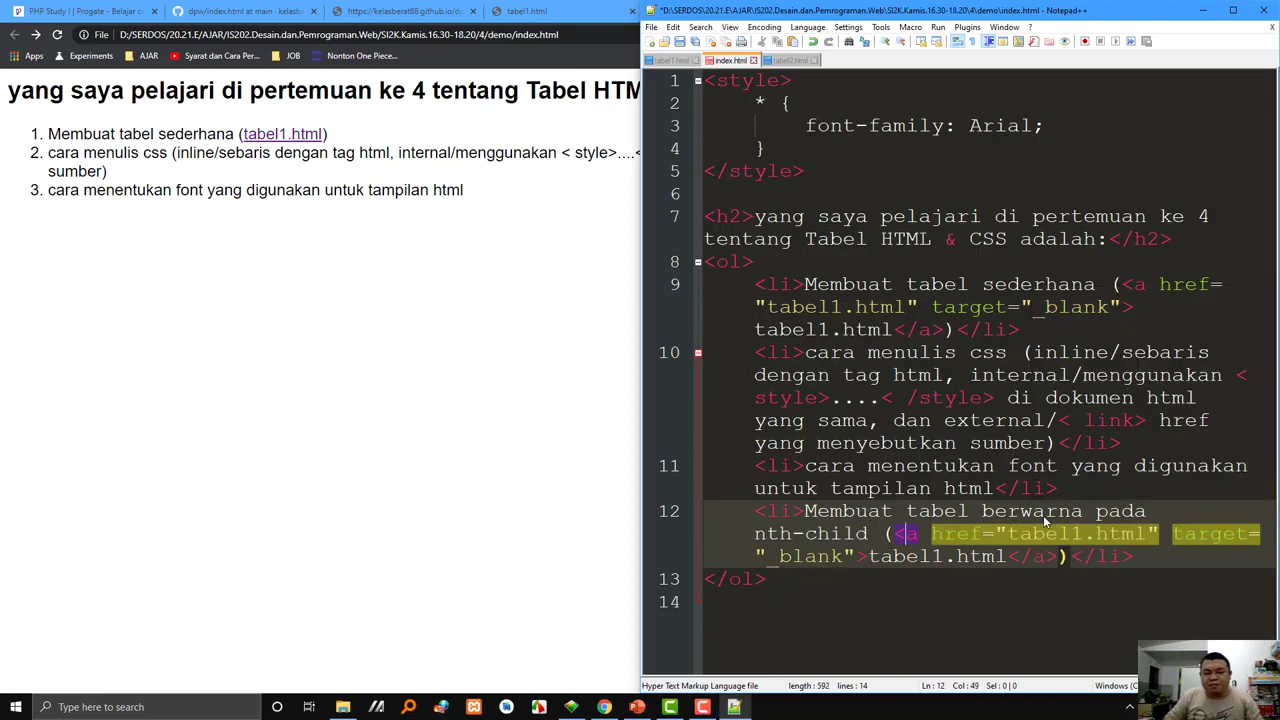 PHP Study | | Progate - Belajar c
dpw/index.html at main · kelasbe
https://kelasberat88.github.io/dp
tabel1.html
File | D:/SERDOS/20.21.E/AJAR/IS202.Desain.dan.Pemrograman.Web/SI2K.Kamis.16.30-18.20/4/demo/index.html
Apps
Experiments
AJAR
Syarat dan Cara Per...
JOB
Nonton One Piece...
yang saya pelajari di pertemuan ke 4 tentang Tabel HTM
1. Membuat tabel sederhana (tabel1.html)
2. cara menulis css (inline/sebaris dengan tag html, internal/menggunakan < style>....<
sumber)
3. cara menentukan font yang digunakan untuk tampilan html
*D:\SERDOS\20.21.E\AJAR\IS202.Desain.dan.Pemrograman.Web\SI2K.Kamis.16.30-18.20\4\demo\index.html - Notepad++
File Edit Search View Encoding Language Settings Tools Macro Run Plugins Window ?
tabel1.html index.html tabel2.html
1 <style>
2 * {
3 font-family: Arial;
4 }
5 </style>
6
7 <h2>yang saya pelajari di pertemuan ke 4
tentang Tabel HTML & CSS adalah:</h2>
8 <ol>
9 <li>Membuat tabel sederhana (<a href=
"tabel1.html" target="_blank">
tabel1.html</a>)</li>
10 <li>cara menulis css (inline/sebaris
dengan tag html, internal/menggunakan <
style>....< /style> di dokumen html
yang sama, dan external/< link> href
yang menyebutkan sumber)</li>
11 <li>cara menentukan font yang digunakan
untuk tampilan html</li>
12 <li>Membuat tabel berwarna pada
nth-child (<a href="tabel1.html" target=
"_blank">tabel1.html</a>)</li>
13 </ol>
14
Hyper Text Markup Language file
length : 592 lines : 14
Ln : 12 Col : 49 Sel : 0 | 0
Windows (C
Type here to search